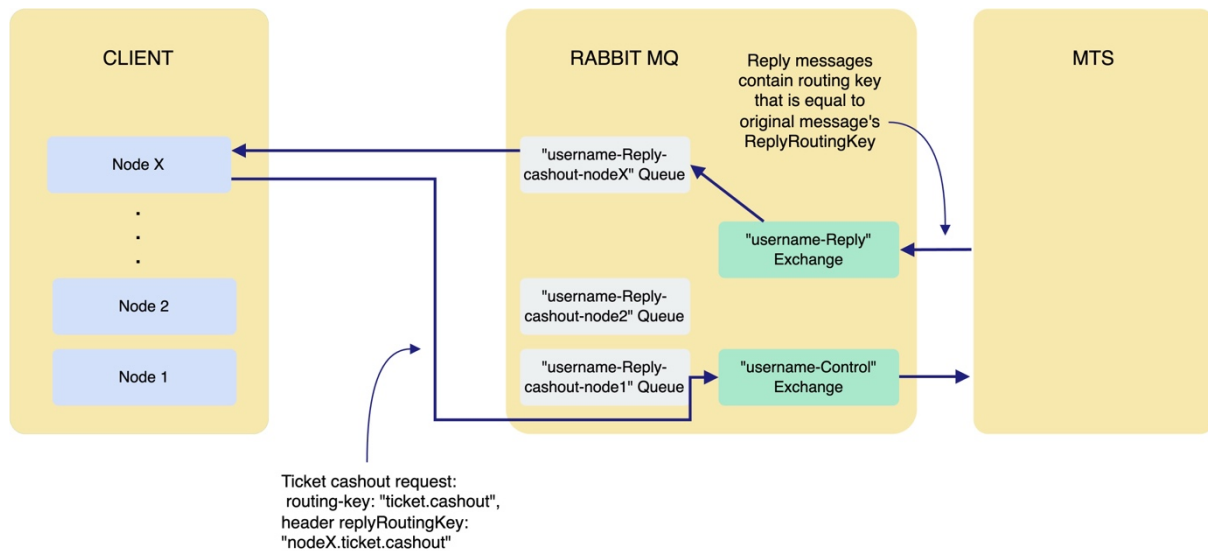 CLIENT
Node X
.
.
.
Node 2
Node 1
RABBIT MQ
"username-Reply-
cashout-nodeX" Queue
"username-Reply"
Exchange
"username-Reply-
cashout-node2" Queue
"username-Reply-
cashout-node1" Queue
"username-Control"
Exchange
Reply messages
contain routing key
that is equal to
original message's
ReplyRoutingKey
MTS
Ticket cashout request:
routing-key: "ticket.cashout",
header replyRoutingKey:
"nodeX.ticket.cashout"